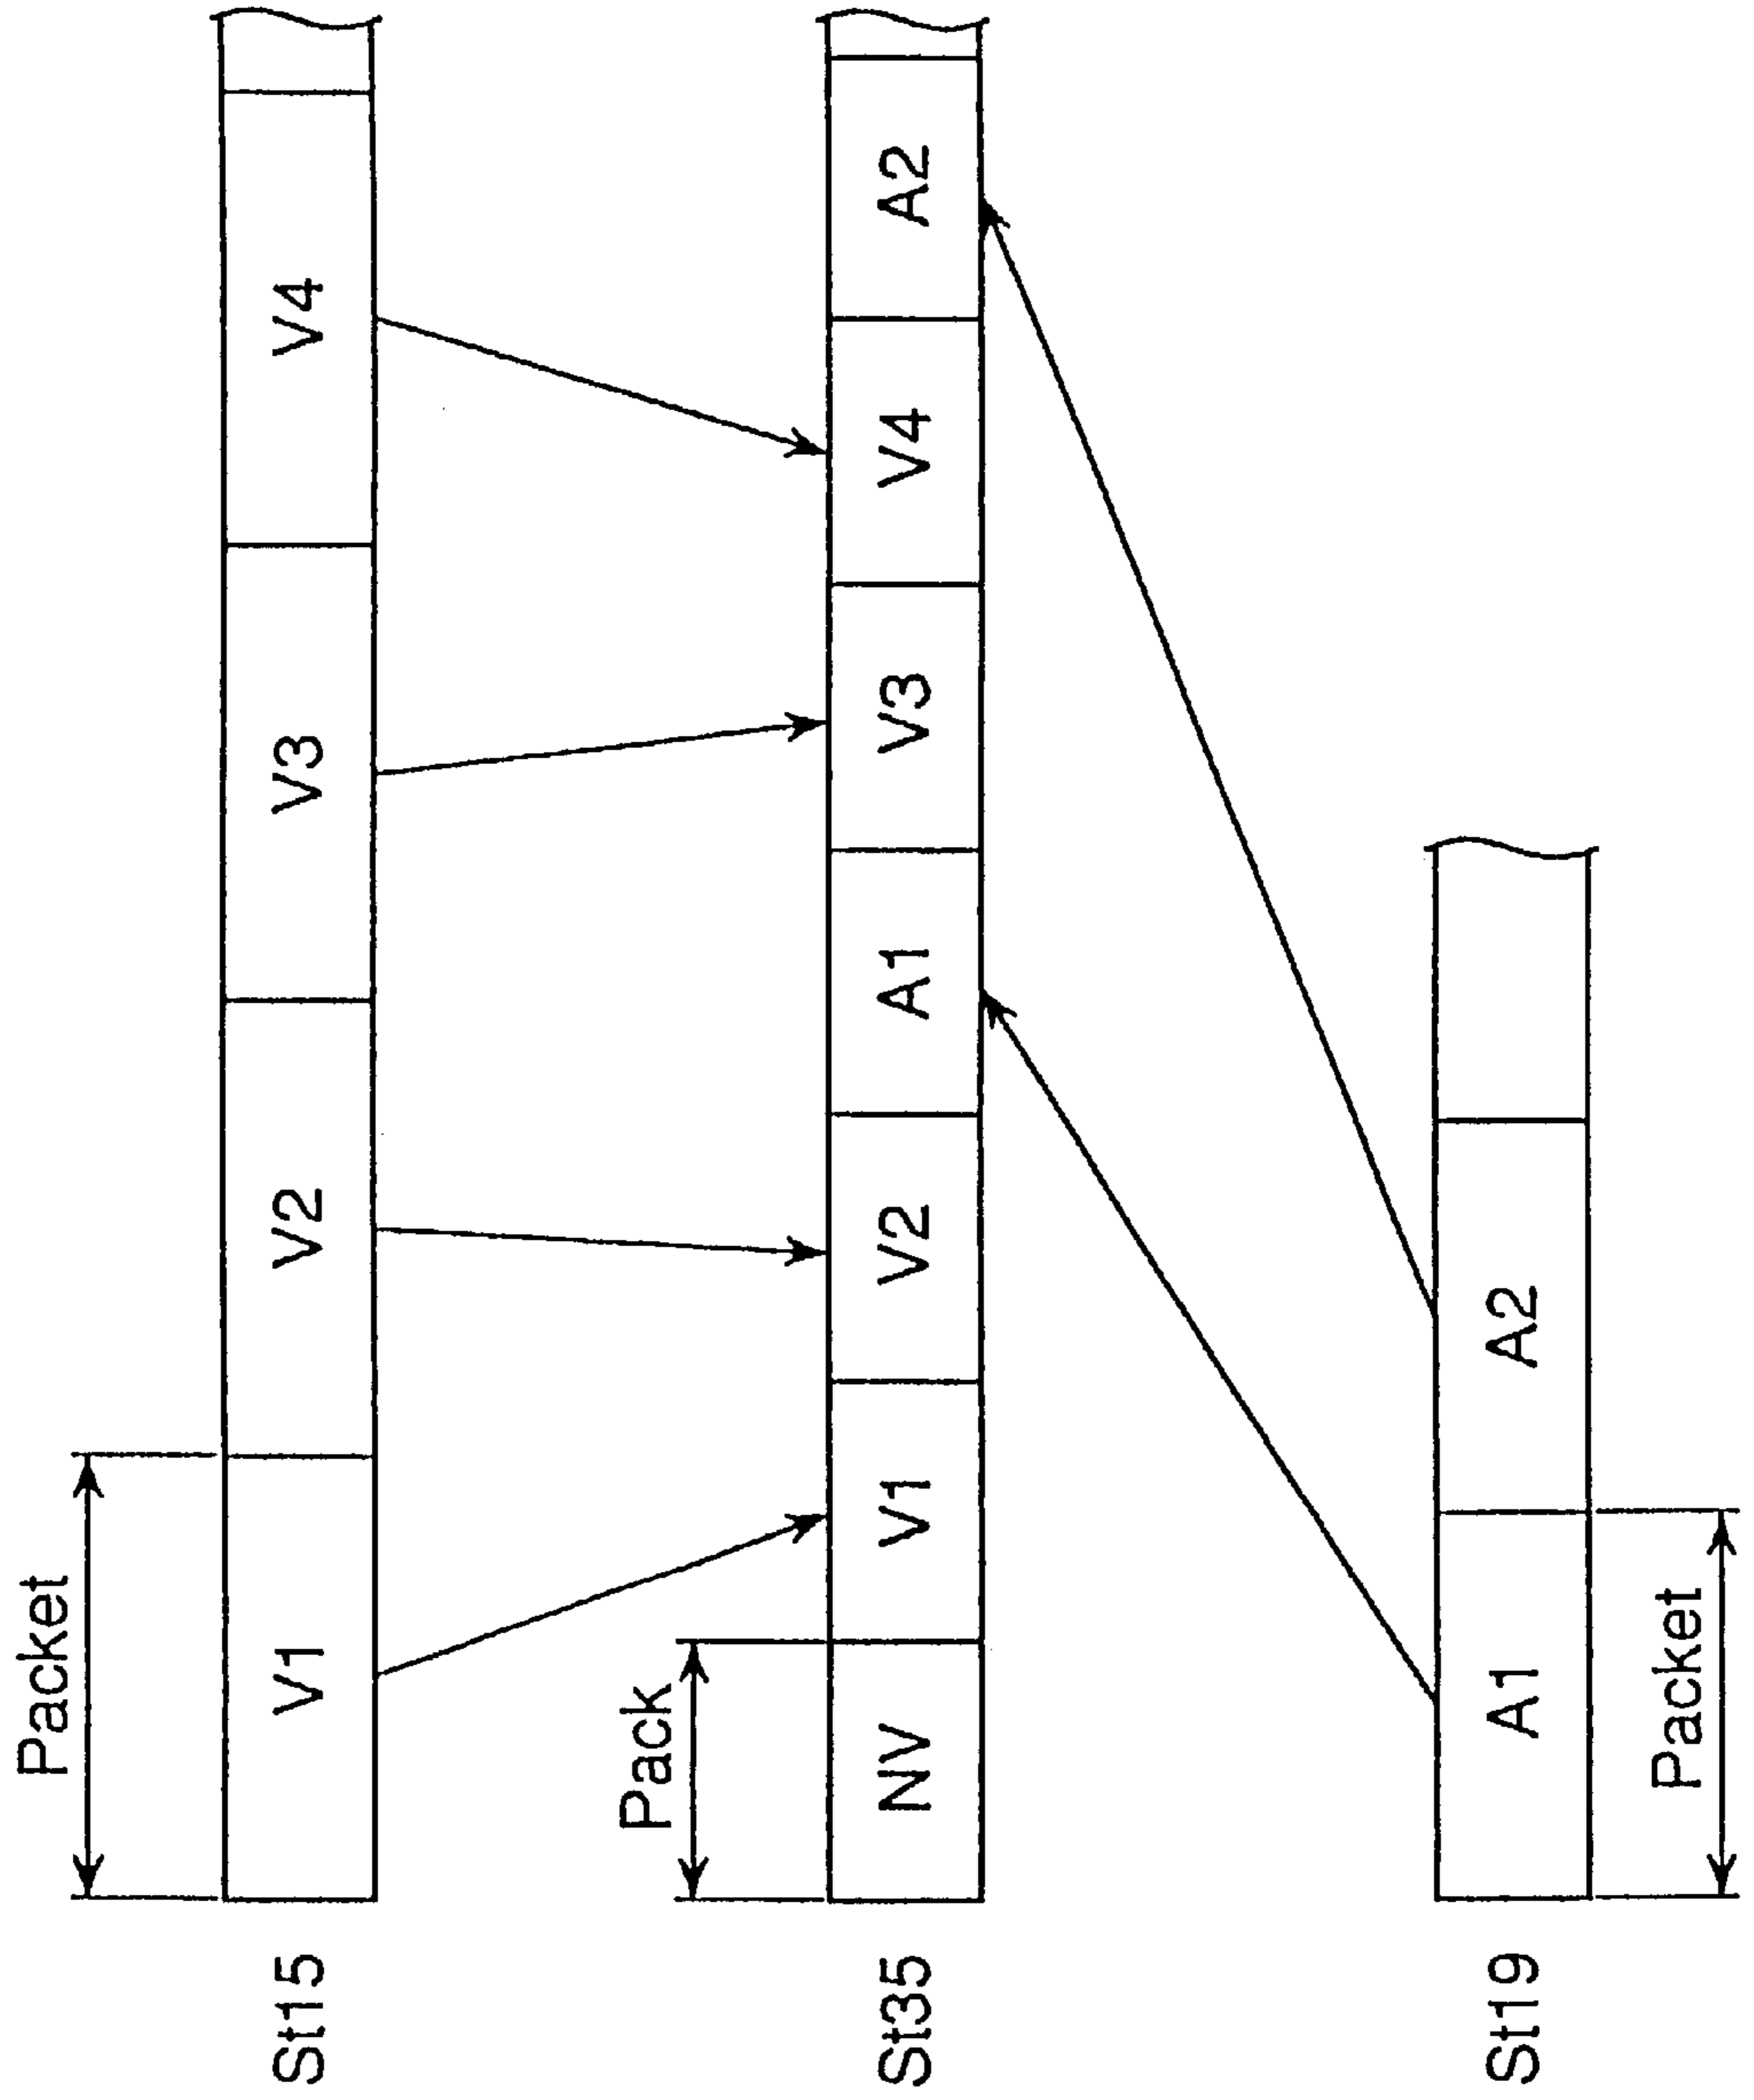 Packet
St15 V1 V2 V3 V4
Pack
St35 NV V1 V2 A1 V3 V4 A2
St19 A1 A2
Packet